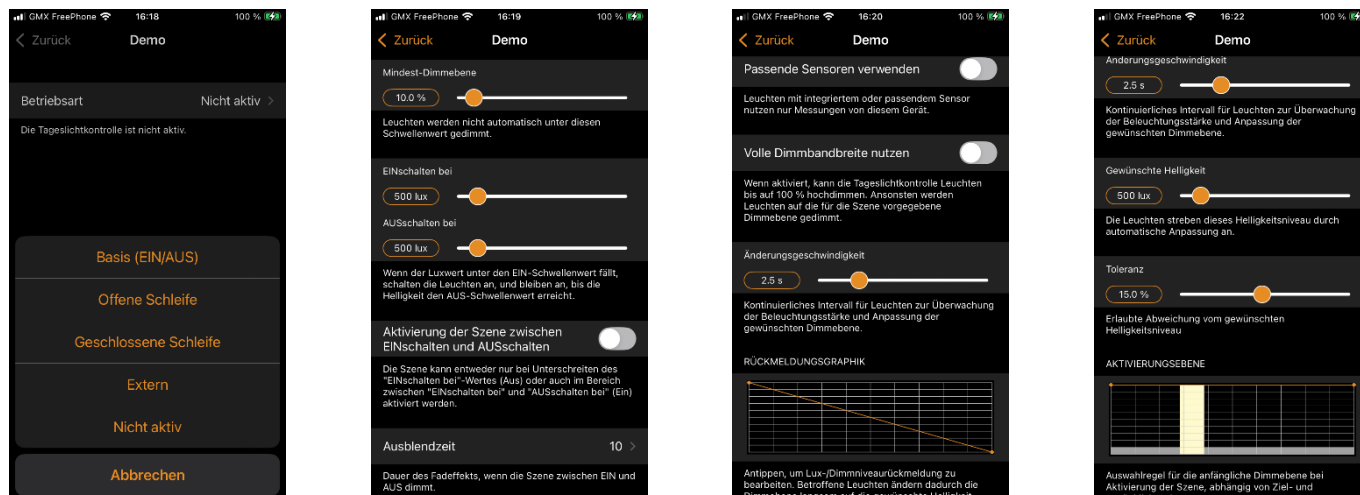 GMX FreePhone 16:18 100 %
Zurück Demo
Betriebsart Nicht aktiv
Die Tageslichtkontrolle ist nicht aktiv.
Basis (EIN/AUS)
Offene Schleife
Geschlossene Schleife
Extern
Nicht aktiv
Abbrechen
GMX FreePhone 16:19 100 %
Zurück Demo
Mindest-Dimmebene
10.0 %
Leuchten werden nicht automatisch unter diesen
Schwellenwert gedimmt.
EINschalten bei
500 lux
AUSschalten bei
500 lux
Wenn der Luxwert unter den EIN-Schwellenwert fällt,
schalten die Leuchten an, und bleiben an, bis die
Helligkeit den AUS-Schwellenwert erreicht.
Aktivierung der Szene zwischen
EINschalten und AUSschalten
Die Szene kann entweder nur bei Unterschreiten des
"EINschalten bei"-Wertes (Aus) oder auch im Bereich
zwischen "EINschalten bei" und "AUSschalten bei" (Ein)
aktiviert werden.
Ausblendzeit 10
Dauer des Fadeffekts, wenn die Szene zwischen EIN und
AUS dimmt.
GMX FreePhone 16:20 100 %
Zurück Demo
Passende Sensoren verwenden
Leuchten mit integriertem oder passendem Sensor
nutzen nur Messungen von diesem Gerät.
Volle Dimmbandbreite nutzen
Wenn aktiviert, kann die Tageslichtkontrolle Leuchten
bis auf 100 % hochdimmen. Ansonsten werden
Leuchten auf die für die Szene vorgegebene
Dimmebene gedimmt.
Änderungsgeschwindigkeit
2.5 s
Kontinuierliches Intervall für Leuchten zur Überwachung
der Beleuchtungsstärke und Anpassung der
gewünschten Dimmebene.
RÜCKMELDUNGSGRAPHIK
Antippen, um Lux-/Dimmniveaurückmeldung zu
bearbeiten. Betroffene Leuchten ändern dadurch die
Dimmebene langsam auf die gewünschte Helligkeit
GMX FreePhone 16:22 100 %
Zurück Demo
Änderungsgeschwindigkeit
2.5 s
Kontinuierliches Intervall für Leuchten zur Überwachung
der Beleuchtungsstärke und Anpassung der
gewünschten Dimmebene.
Gewünschte Helligkeit
500 lux
Die Leuchten streben dieses Helligkeitsniveau durch
automatische Anpassung an.
Toleranz
15.0 %
Erlaubte Abweichung vom gewünschten
Helligkeitsniveau
AKTIVIERUNGSEBENE
Auswahlregel für die anfängliche Dimmebene bei
Aktivierung der Szene, abhängig von Ziel- und